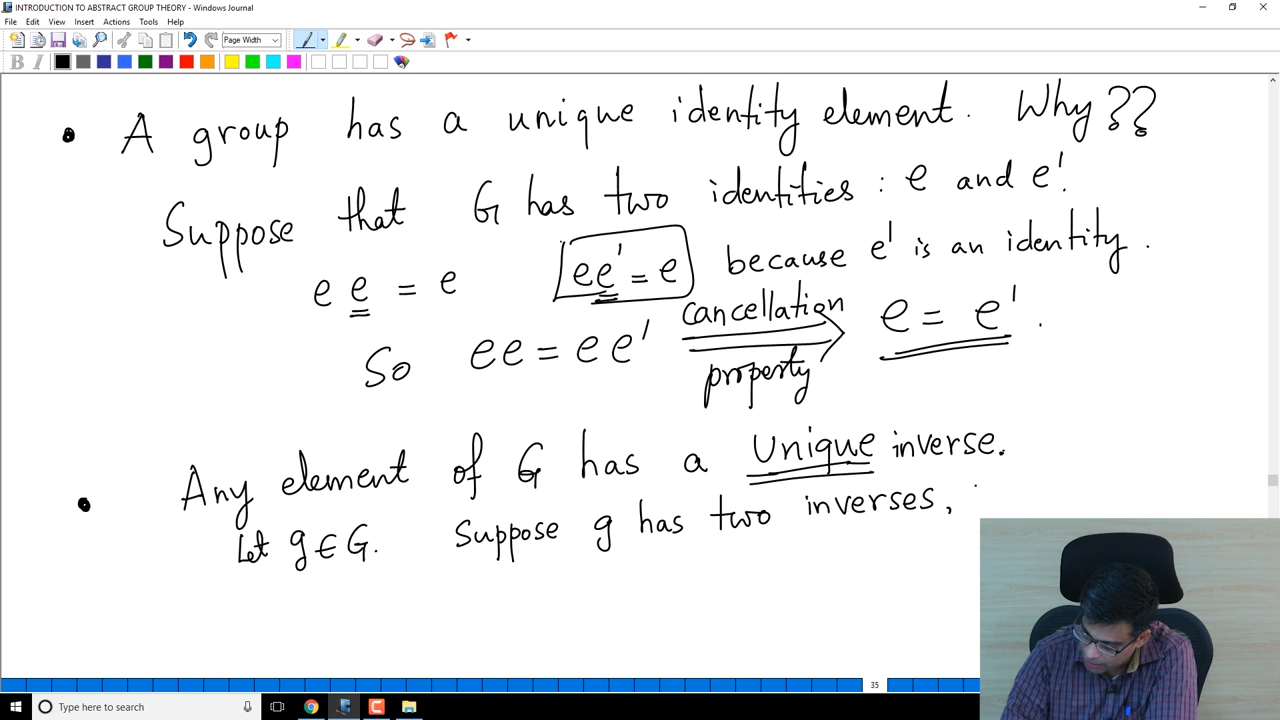 INTRODUCTION TO ABSTRACT GROUP THEORY - Windows Journal
File Edit View Insert Actions Tools Help
Page Width
B I
• A group has a unique identity element. Why??
Suppose that G has two identities : e and e'.
e e = e ee' = e because e' is an identity.
So ee = ee' cancellation property ⟹ e = e'.
• Any element of G has a unique inverse.
Let g ∈ G. Suppose g has two inverses,
35
Type here to search